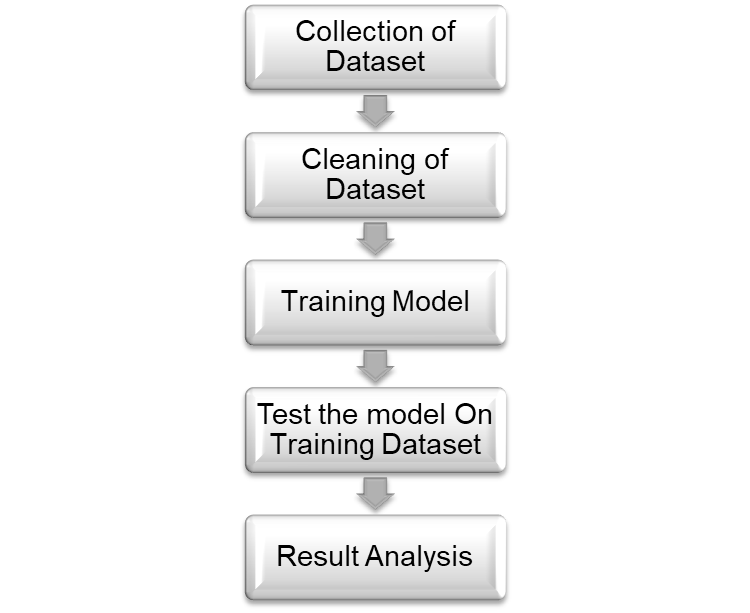 Collection of
Dataset
Cleaning of
Dataset
Training Model
Test the model On
Training Dataset
Result Analysis